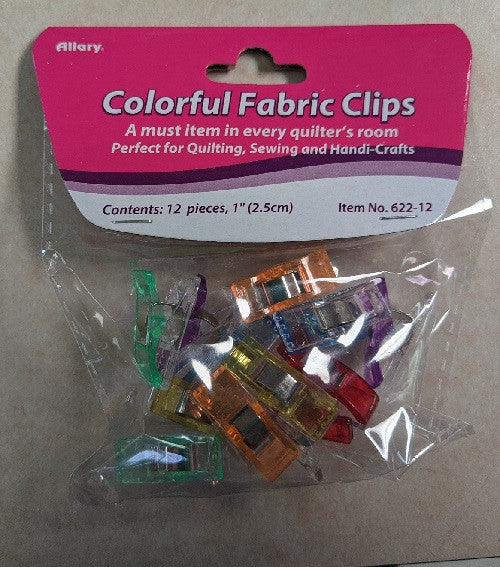 Allary®
Colorful Fabric Clips
A must item in every quilter's room
Perfect for Quilting, Sewing and Handi-Crafts
Contents: 12 pieces, 1" (2.5cm)
Item No. 622-12